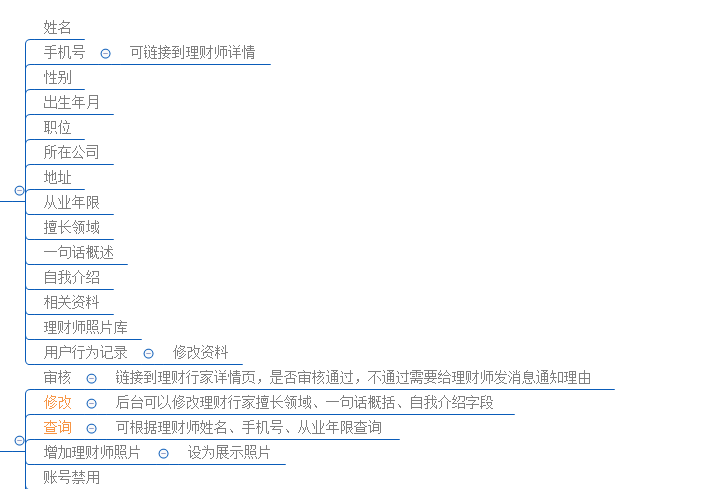 姓名
手机号 可链接到理财师详情
性别
出生年月
职位
所在公司
地址
从业年限
擅长领域
一句话概述
自我介绍
相关资料
理财师照片库
用户行为记录 修改资料
审核 链接到理财行家详情页，是否审核通过，不通过需要给理财师发消息通知理由
修改 后台可以修改理财行家擅长领域、一句话概括、自我介绍字段
查询 可根据理财师姓名、手机号、从业年限查询
增加理财师照片 设为展示照片
账号禁用